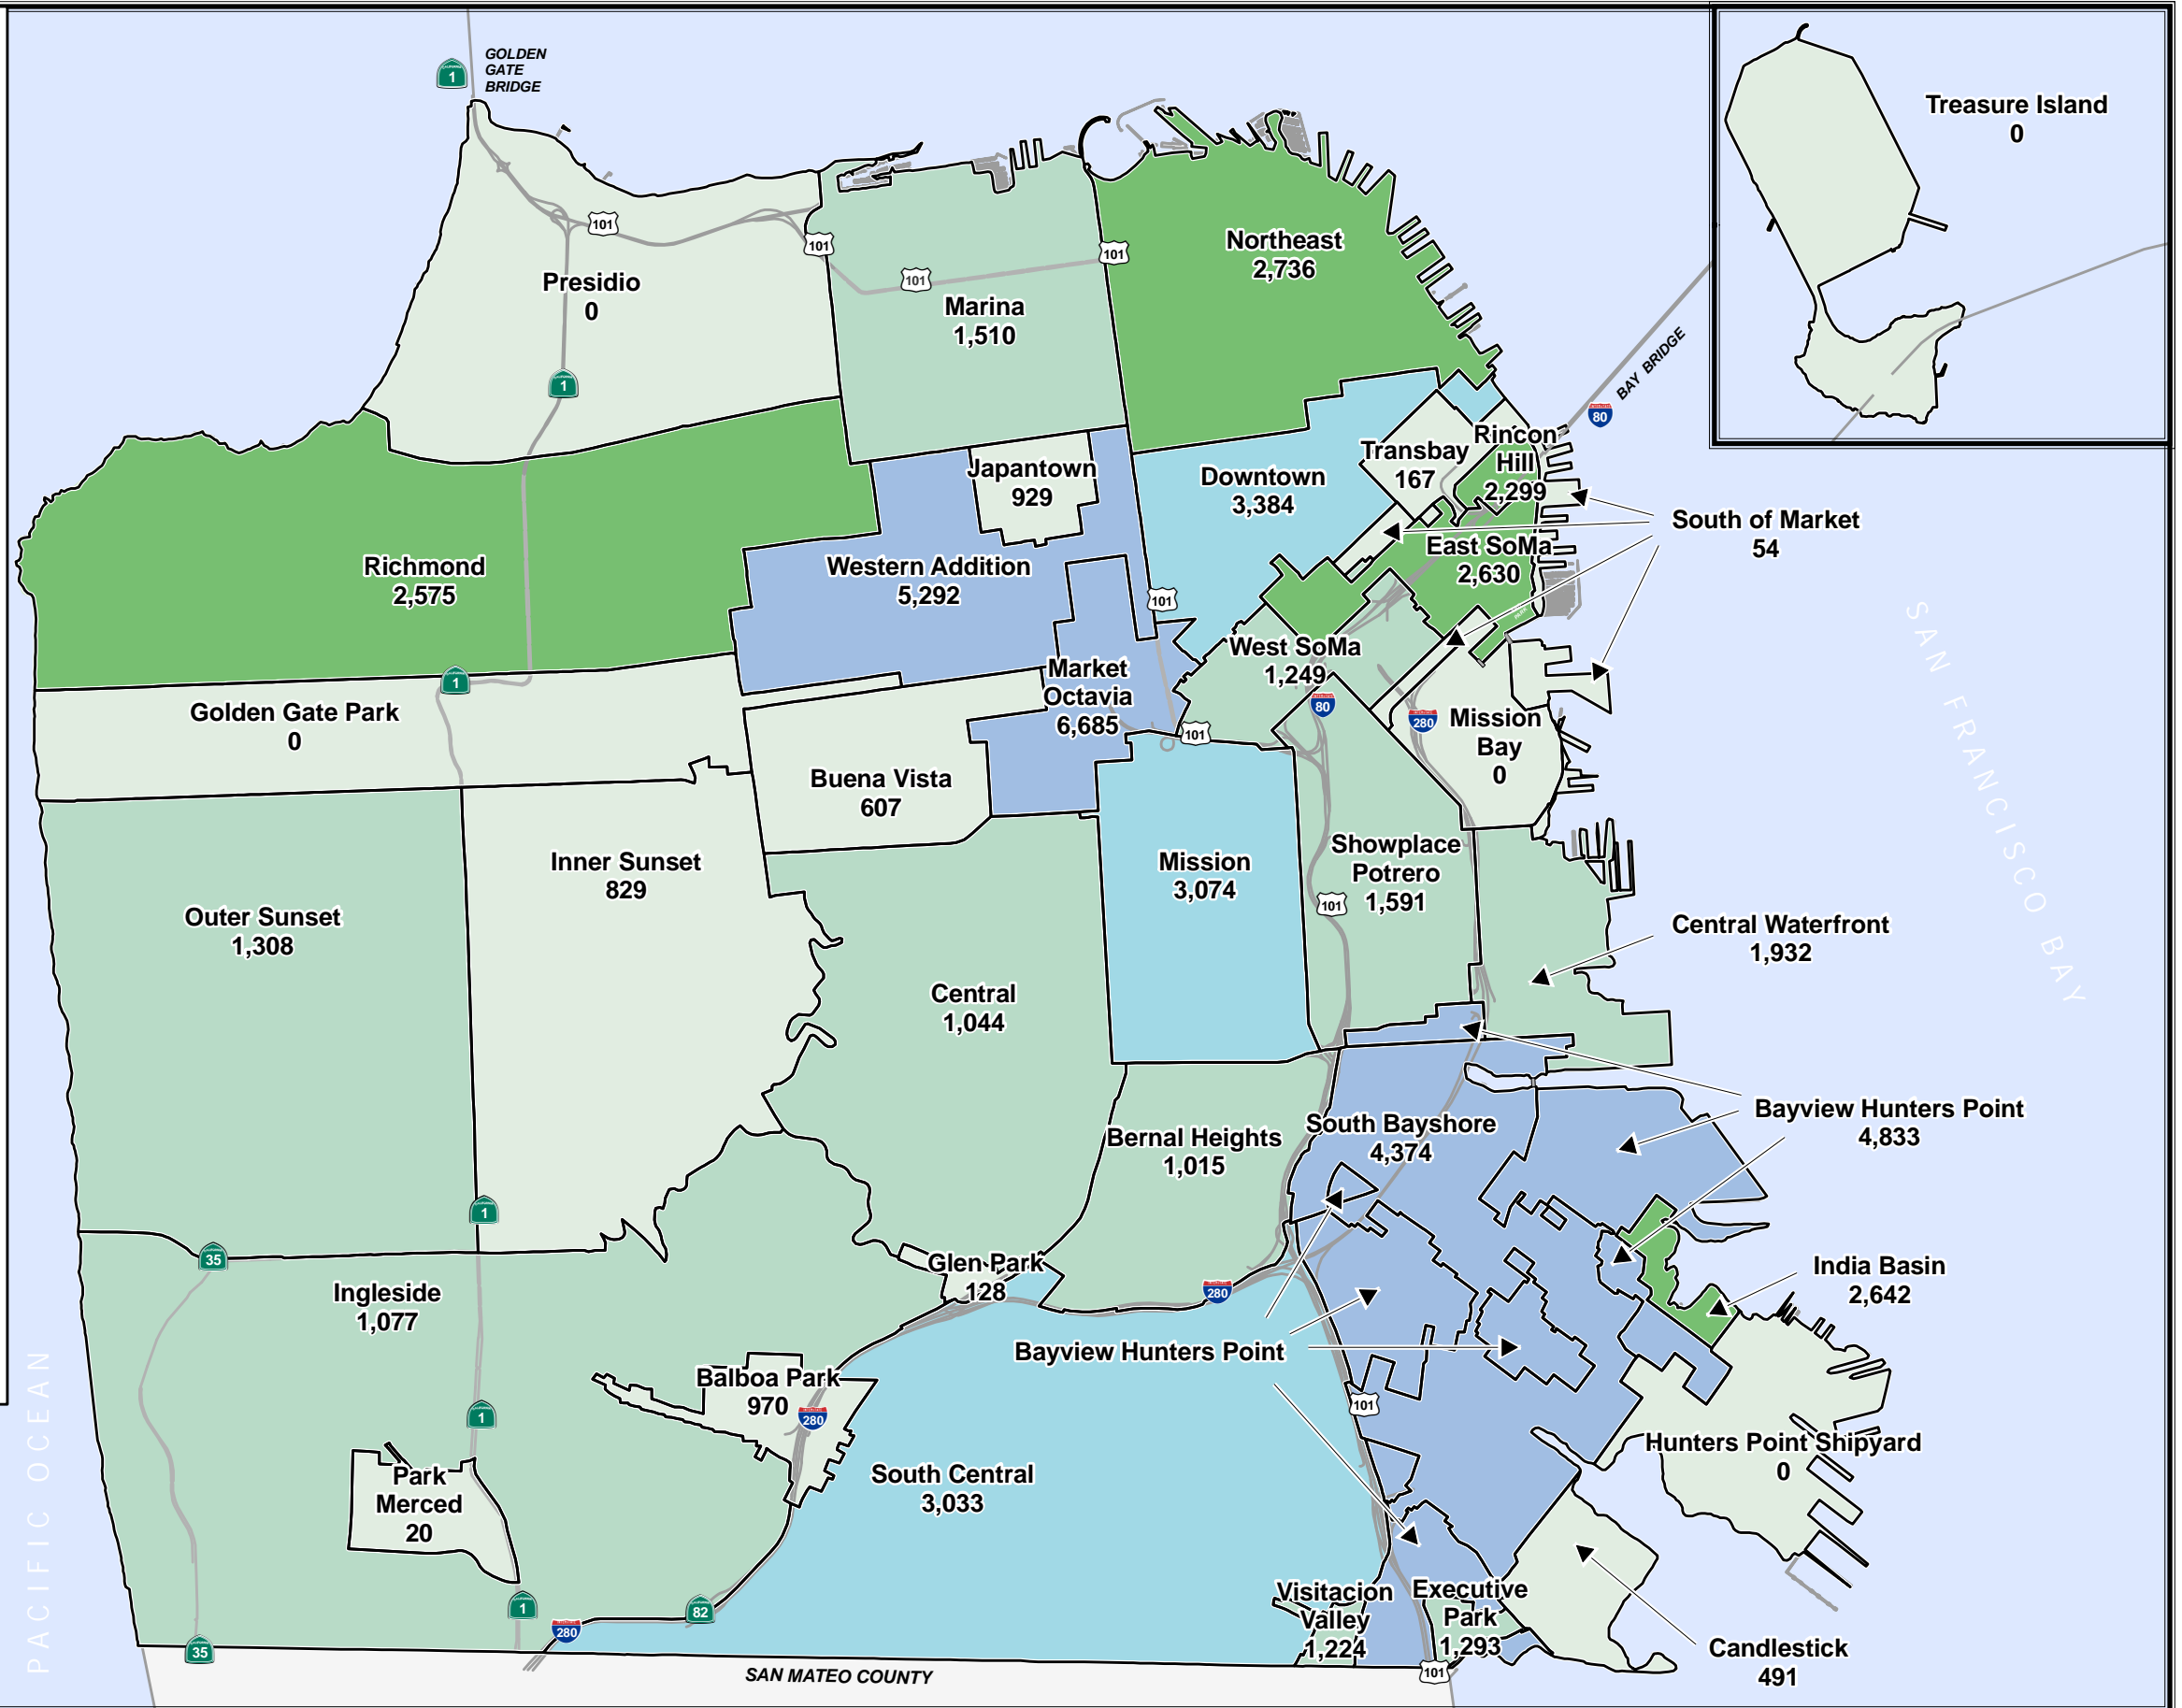 GOLDEN
GATE
BRIDGE
1
Treasure Island
0
101
101
101
101
Northeast
2,736
Presidio
0
Marina
1,510
1
BAY BRIDGE
80
Rincon
Hill
2,299
Transbay
167
Japantown
929
Downtown
3,384
South of Market
54
East SoMa
2,630
Richmond
2,575
Western Addition
5,292
101
West SoMa
1,249
Market
Octavia
6,685
1
Golden Gate Park
0
80
280
101
Mission
Bay
0
Buena Vista
607
SAN FRANCISCO BAY
Inner Sunset
829
Mission
3,074
Showplace
Potrero
1,591
101
Outer Sunset
1,308
Central Waterfront
1,932
Central
1,044
Bayview Hunters Point
4,833
South Bayshore
4,374
Bernal Heights
1,015
1
35
Glen Park
128
280
India Basin
2,642
Ingleside
1,077
Bayview Hunters Point
Balboa Park
970
280
1
101
Hunters Point Shipyard
0
Park
Merced
20
South Central
3,033
PACIFIC OCEAN
Visitacion
Valley
1,224
Executive
Park
1,293
1
82
280
35
Candlestick
491
101
SAN MATEO COUNTY